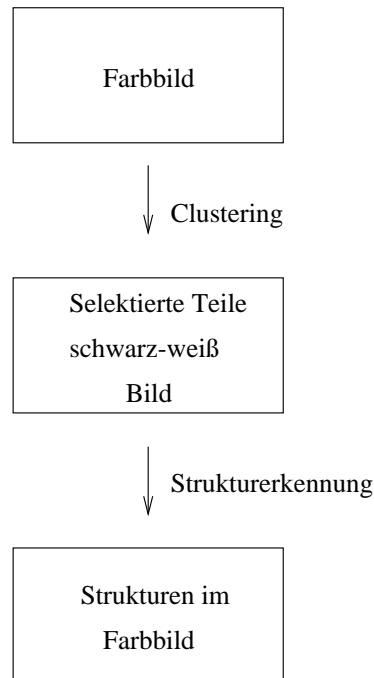 Farbbild
Clustering
Selektierte Teile
schwarz-weiß
Bild
Strukturerkennung
Strukturen im
Farbbild